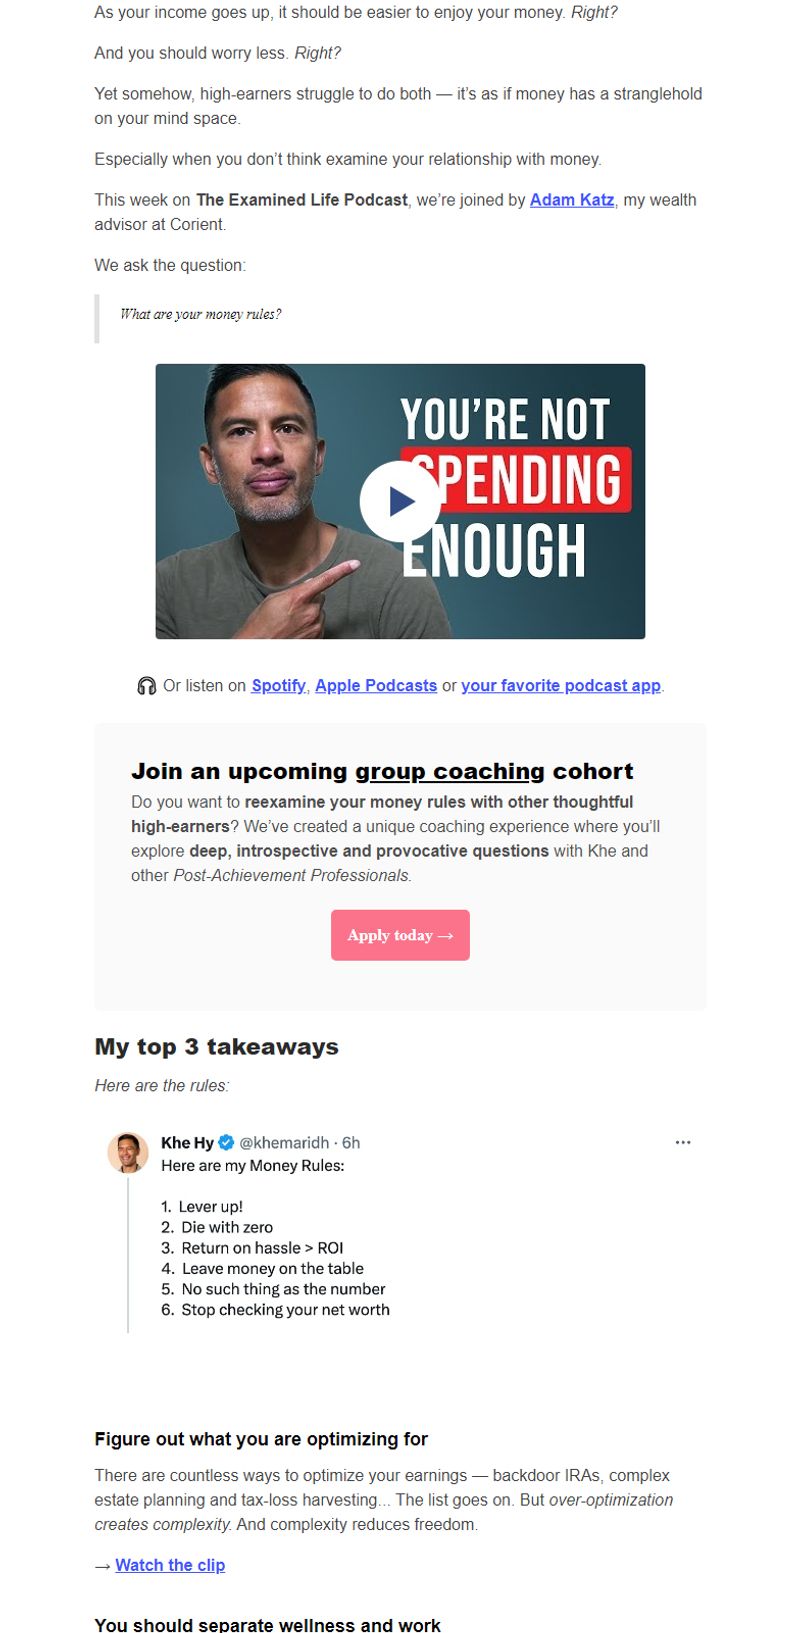 As your income goes up, it should be easier to enjoy your money. Right?
And you should worry less. Right?
Yet somehow, high-earners struggle to do both — it’s as if money has a stranglehold
on your mind space.
Especially when you don’t think examine your relationship with money.
This week on The Examined Life Podcast, we’re joined by Adam Katz, my wealth
advisor at Corient.
We ask the question:
What are your money rules?
YOU’RE NOT
SPENDING
ENOUGH
Or listen on Spotify, Apple Podcasts or your favorite podcast app.
Join an upcoming group coaching cohort
Do you want to reexamine your money rules with other thoughtful
high-earners? We’ve created a unique coaching experience where you’ll
explore deep, introspective and provocative questions with Khe and
other Post-Achievement Professionals.
Apply today →
My top 3 takeaways
Here are the rules:
Khe Hy @khemaridh · 6h
Here are my Money Rules:
1. Lever up!
2. Die with zero
3. Return on hassle > ROI
4. Leave money on the table
5. No such thing as the number
6. Stop checking your net worth
Figure out what you are optimizing for
There are countless ways to optimize your earnings — backdoor IRAs, complex
estate planning and tax-loss harvesting... The list goes on. But over-optimization
creates complexity. And complexity reduces freedom.
→ Watch the clip
You should separate wellness and work